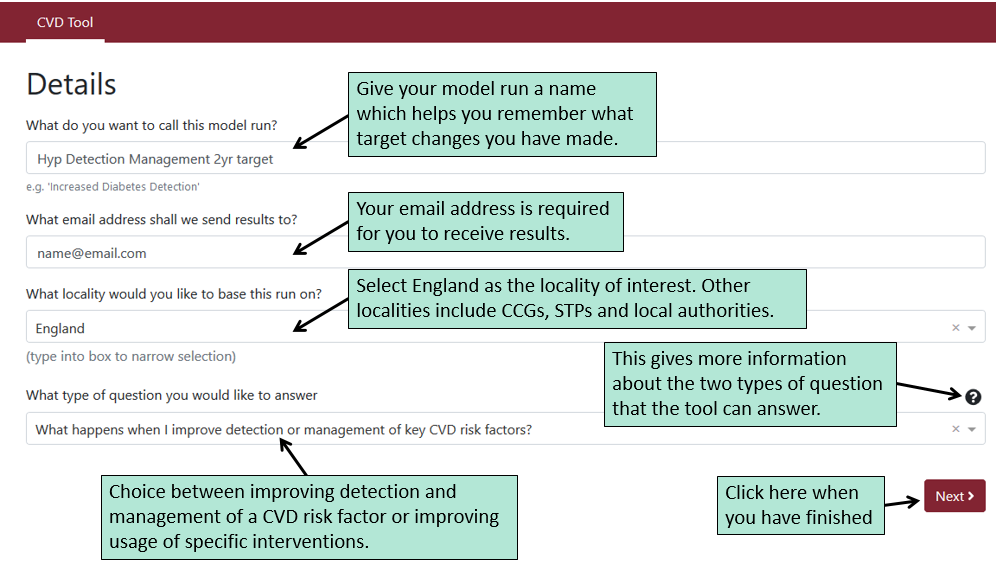 CVD Tool
Details
Give your model run a name
which helps you remember what
target changes you have made.
What do you want to call this model run?
Hyp Detection Management 2yr target
e.g. 'Increased Diabetes Detection'
What email address shall we send results to?
Your email address is required
for you to receive results.
name@email.com
What locality would you like to base this run on?
Select England as the locality of interest. Other
localities include CCGs, STPs and local authorities.
England
×
(type into box to narrow selection)
This gives more information
about the two types of question
that the tool can answer.
What type of question you would like to answer
?
What happens when I improve detection or management of key CVD risk factors?
×
Choice between improving detection and
management of a CVD risk factor or improving
usage of specific interventions.
Click here when
you have finished
Next